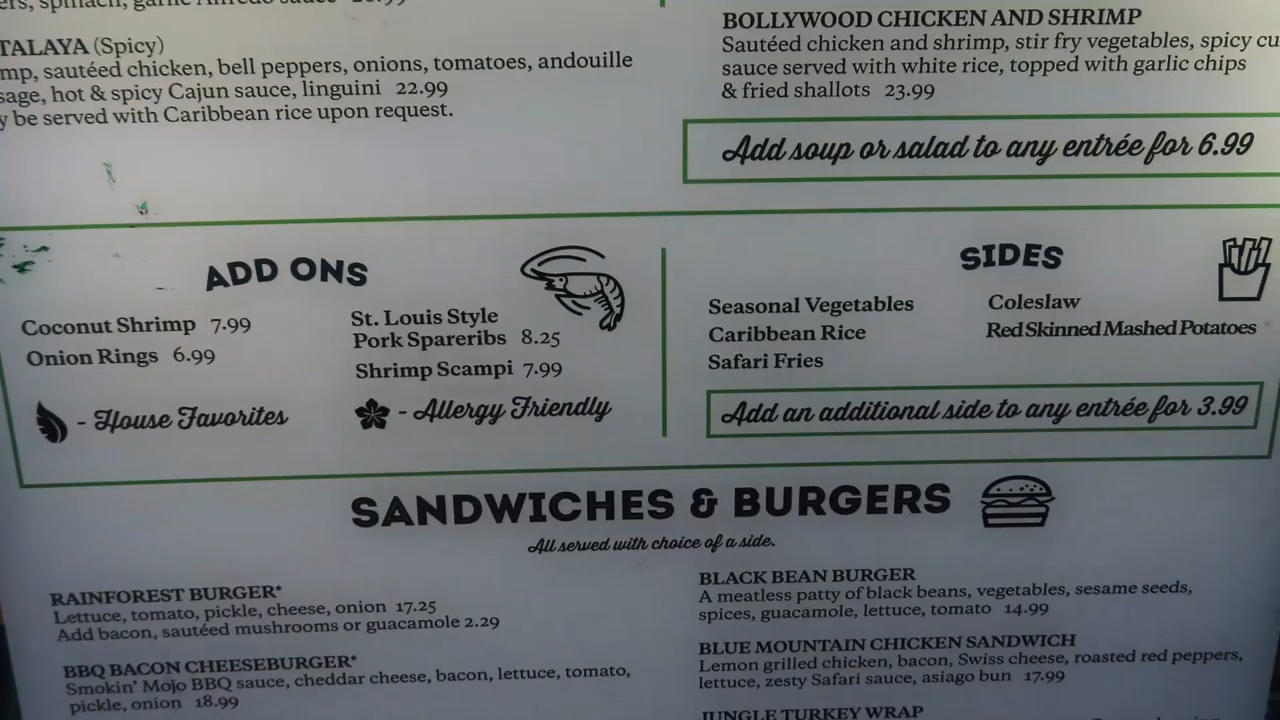 spinach, garlic Alfredo sauce
(Spicy)
sautéed chicken, bell peppers, onions, tomatoes, andouille
hot & spicy Cajun sauce, linguini 22.99
be served with Caribbean rice upon request.
BOLLYWOOD CHICKEN AND SHRIMP
Sautéed chicken and shrimp, stir fry vegetables, spicy
sauce served with white rice, topped with garlic chips
& fried shallots 23.99
Add soup or salad to any entrée for 6.99
ADD ONS
Coconut Shrimp 7.99
Onion Rings 6.99
St. Louis Style
Pork Spareribs 8.25
Shrimp Scampi 7.99
- House Favorites
- Allergy Friendly
SIDES
Seasonal Vegetables
Caribbean Rice
Safari Fries
Coleslaw
Red Skinned Mashed Potatoes
Add an additional side to any entrée for 3.99
SANDWICHES & BURGERS
All served with choice of a side.
RAINFOREST BURGER*
Lettuce, tomato, pickle, cheese, onion 17.25
Add bacon, sautéed mushrooms or guacamole 2.29
BBQ BACON CHEESEBURGER*
Smokin' Mojo BBQ sauce, cheddar cheese, bacon, lettuce, tomato,
pickle, onion 18.99
BLACK BEAN BURGER
A meatless patty of black beans, vegetables, sesame seeds,
spices, guacamole, lettuce, tomato 14.99
BLUE MOUNTAIN CHICKEN SANDWICH
Lemon grilled chicken, bacon, Swiss cheese, roasted red peppers,
lettuce, zesty Safari sauce, asiago bun 17.99
JUNGLE TURKEY WRAP